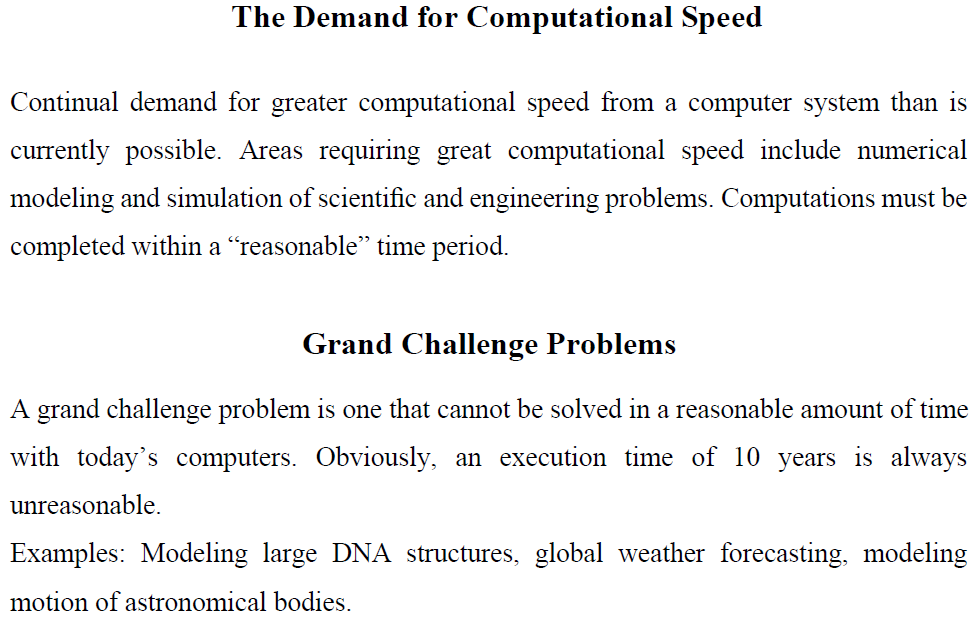 The Demand for Computational Speed
Continual demand for greater computational speed from a computer system than is
currently possible. Areas requiring great computational speed include numerical
modeling and simulation of scientific and engineering problems. Computations must be
completed within a “reasonable” time period.
Grand Challenge Problems
A grand challenge problem is one that cannot be solved in a reasonable amount of time
with today’s computers. Obviously, an execution time of 10 years is always
unreasonable.
Examples: Modeling large DNA structures, global weather forecasting, modeling
motion of astronomical bodies.